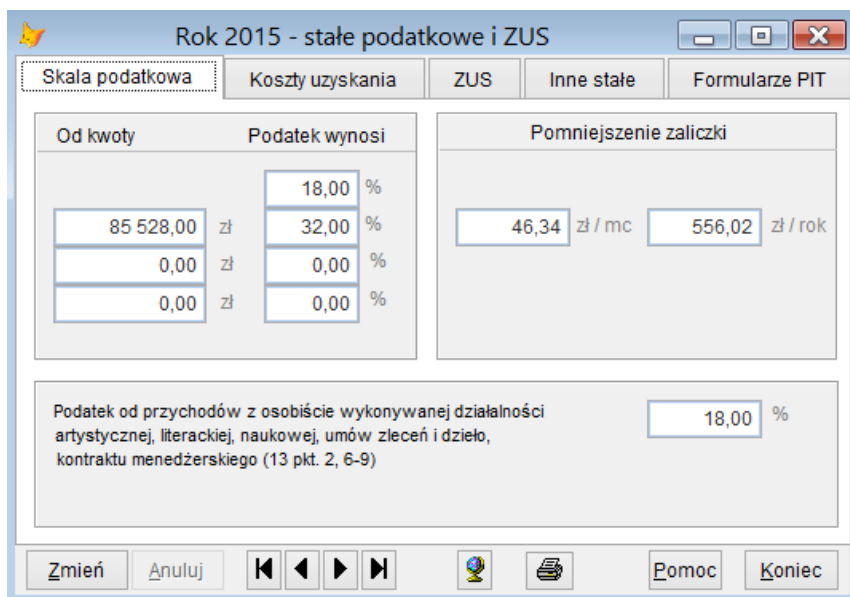 Rok 2015 - stałe podatkowe i ZUS
Skala podatkowa Koszty uzyskania ZUS Inne stałe Formularze PIT
Od kwoty Podatek wynosi
18,00 %
85 528,00 zł 32,00 %
0,00 zł 0,00 %
0,00 zł 0,00 %
Pomniejszenie zaliczki
46,34 zł / mc 556,02 zł / rok
Podatek od przychodów z osobiście wykonywanej działalności
artystycznej, literackiej, naukowej, umów zleceń i dzieło,
kontraktu menedżerskiego (13 pkt. 2, 6-9)
18,00 %
Zmień Anuluj Pomoc Koniec